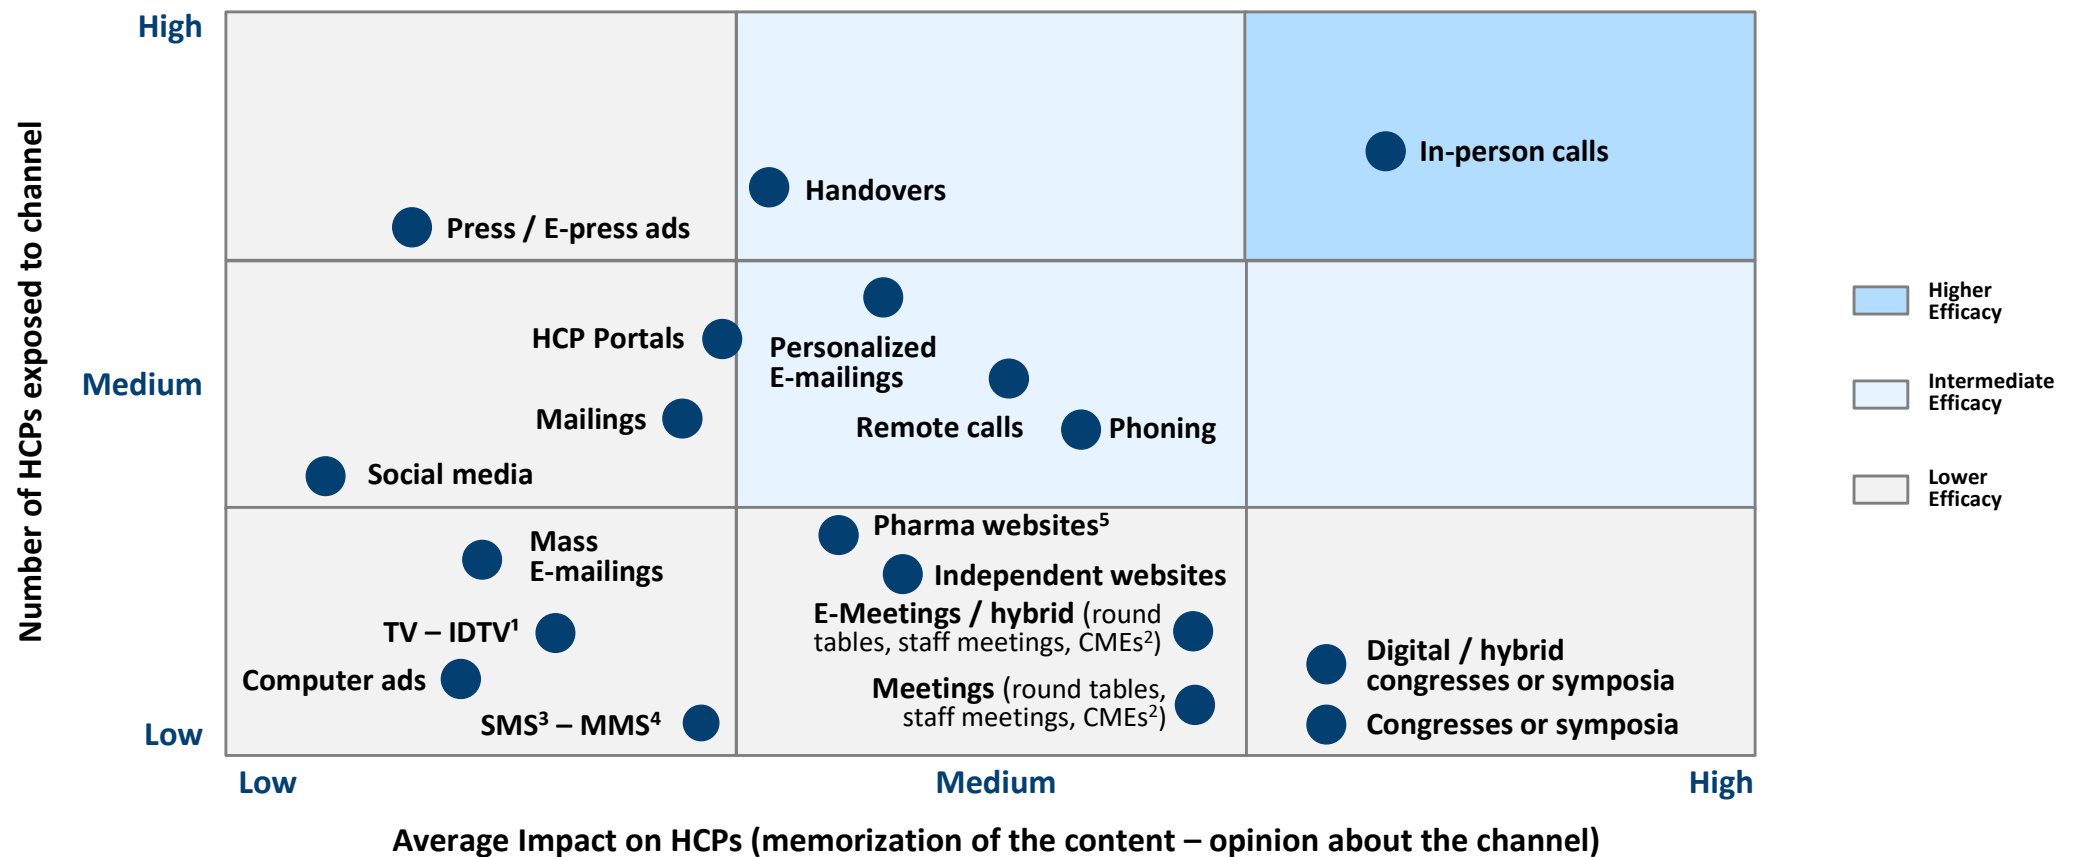 High
In-person calls
Handovers
Press / E-press ads
Number of HCPs exposed to channel
Higher
Efficacy
HCP Portals
Personalized
E-mailings
Medium
Intermediate
Efficacy
Mailings
Remote calls
Phoning
Social media
Lower
Efficacy
Pharma websites⁵
Mass
E-mailings
Independent websites
E-Meetings / hybrid (round
tables, staff meetings, CMEs²)
TV – IDTV¹
Digital / hybrid
congresses or symposia
Computer ads
Meetings (round tables,
staff meetings, CMEs²)
SMS³ – MMS⁴
Congresses or symposia
Low
Low
Medium
High
Average Impact on HCPs (memorization of the content – opinion about the channel)